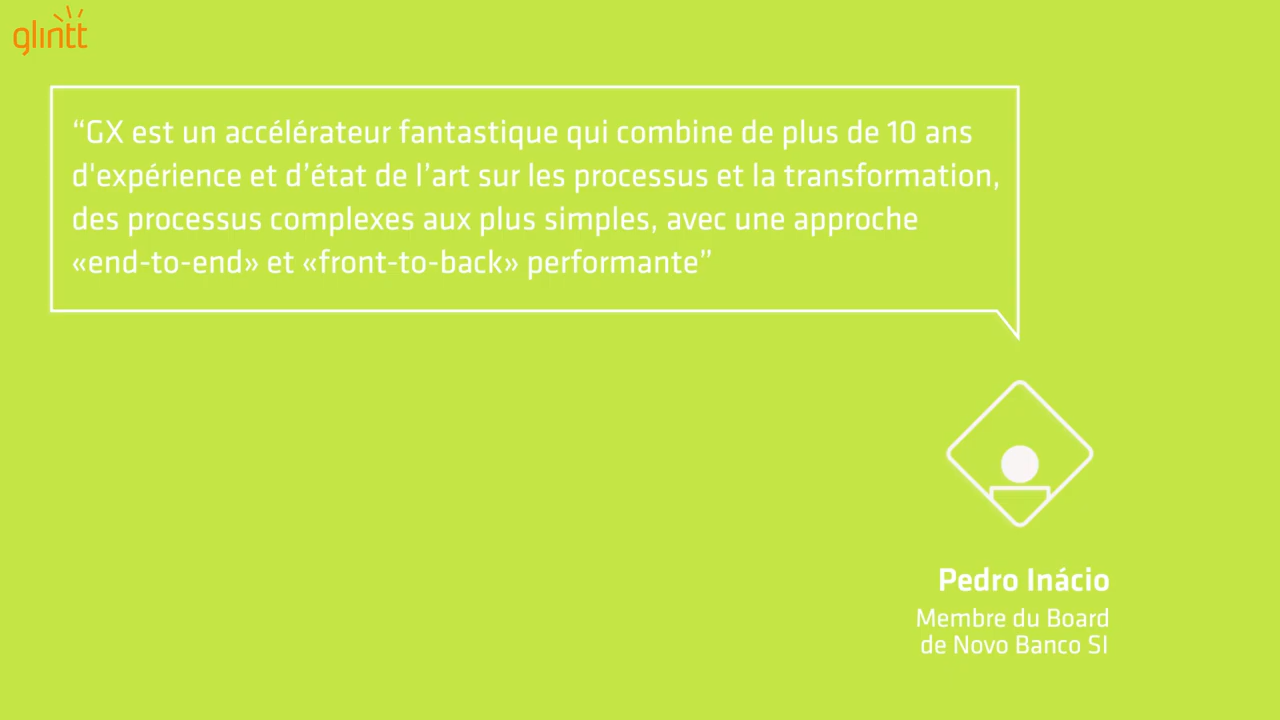 glintt
“GX est un accélérateur fantastique qui combine de plus de 10 ans
d'expérience et d’état de l’art sur les processus et la transformation,
des processus complexes aux plus simples, avec une approche
«end-to-end» et «front-to-back» performante”
Pedro Inácio
Membre du Board
de Novo Banco SI